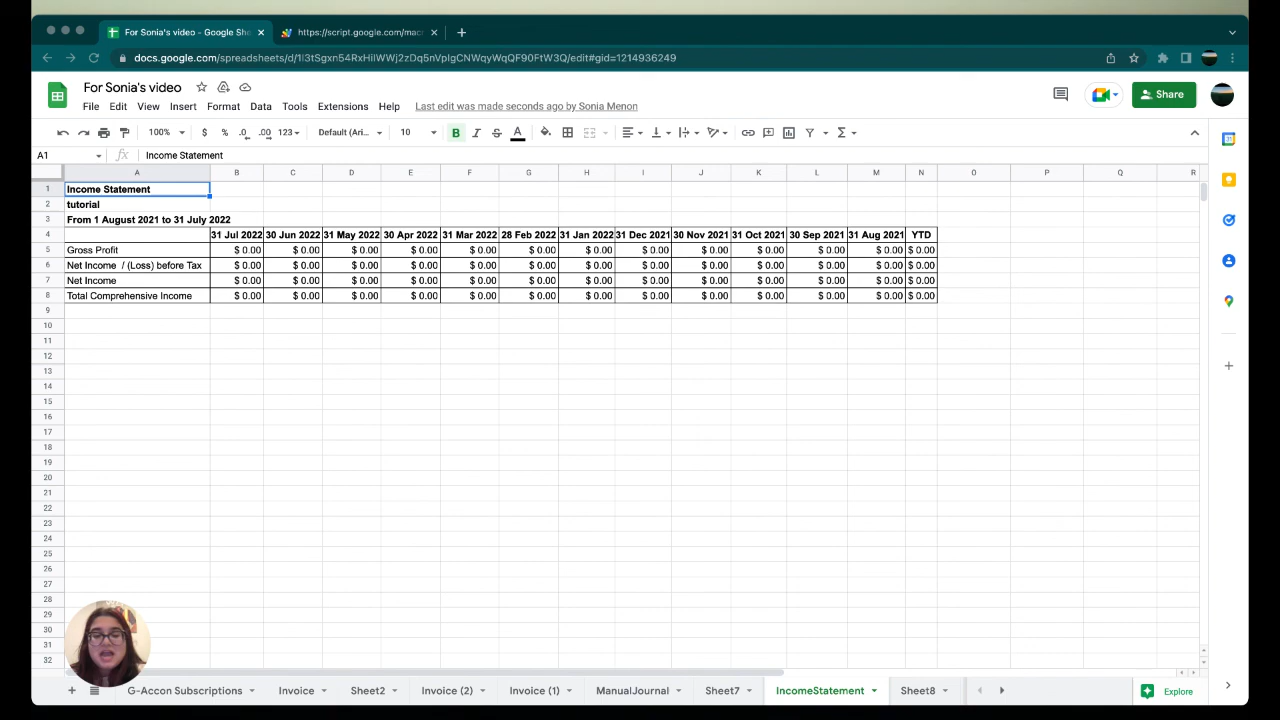 For Sonia's video - Google She
https://script.google.com/mac
docs.google.com/spreadsheets/d/1I3tSgxn54RxHiIWWj2zDq5nVpIgCNWqyWqQF90FtW3Q/edit#gid=1214936249
For Sonia's video
File Edit View Insert Format Data Tools Extensions Help Last edit was made seconds ago by Sonia Menon
Share
100% $ % .0 .00 123 Default (Ari... 10 B I S A
A1 fx Income Statement
A B C D E F G H I J K L M N O P Q R
1 Income Statement
2 tutorial
3 From 1 August 2021 to 31 July 2022
4 31 Jul 2022 30 Jun 2022 31 May 2022 30 Apr 2022 31 Mar 2022 28 Feb 2022 31 Jan 2022 31 Dec 2021 30 Nov 2021 31 Oct 2021 30 Sep 2021 31 Aug 2021 YTD
5 Gross Profit $ 0.00 $ 0.00 $ 0.00 $ 0.00 $ 0.00 $ 0.00 $ 0.00 $ 0.00 $ 0.00 $ 0.00 $ 0.00 $ 0.00 $ 0.00
6 Net Income / (Loss) before Tax $ 0.00 $ 0.00 $ 0.00 $ 0.00 $ 0.00 $ 0.00 $ 0.00 $ 0.00 $ 0.00 $ 0.00 $ 0.00 $ 0.00 $ 0.00
7 Net Income $ 0.00 $ 0.00 $ 0.00 $ 0.00 $ 0.00 $ 0.00 $ 0.00 $ 0.00 $ 0.00 $ 0.00 $ 0.00 $ 0.00 $ 0.00
8 Total Comprehensive Income $ 0.00 $ 0.00 $ 0.00 $ 0.00 $ 0.00 $ 0.00 $ 0.00 $ 0.00 $ 0.00 $ 0.00 $ 0.00 $ 0.00 $ 0.00
9
10
11
12
13
14
15
16
17
18
19
20
21
22
23
24
25
26
27
28
29
30
31
32
G-Accon Subscriptions Invoice Sheet2 Invoice (2) Invoice (1) ManualJournal Sheet7 IncomeStatement Sheet8 Explore